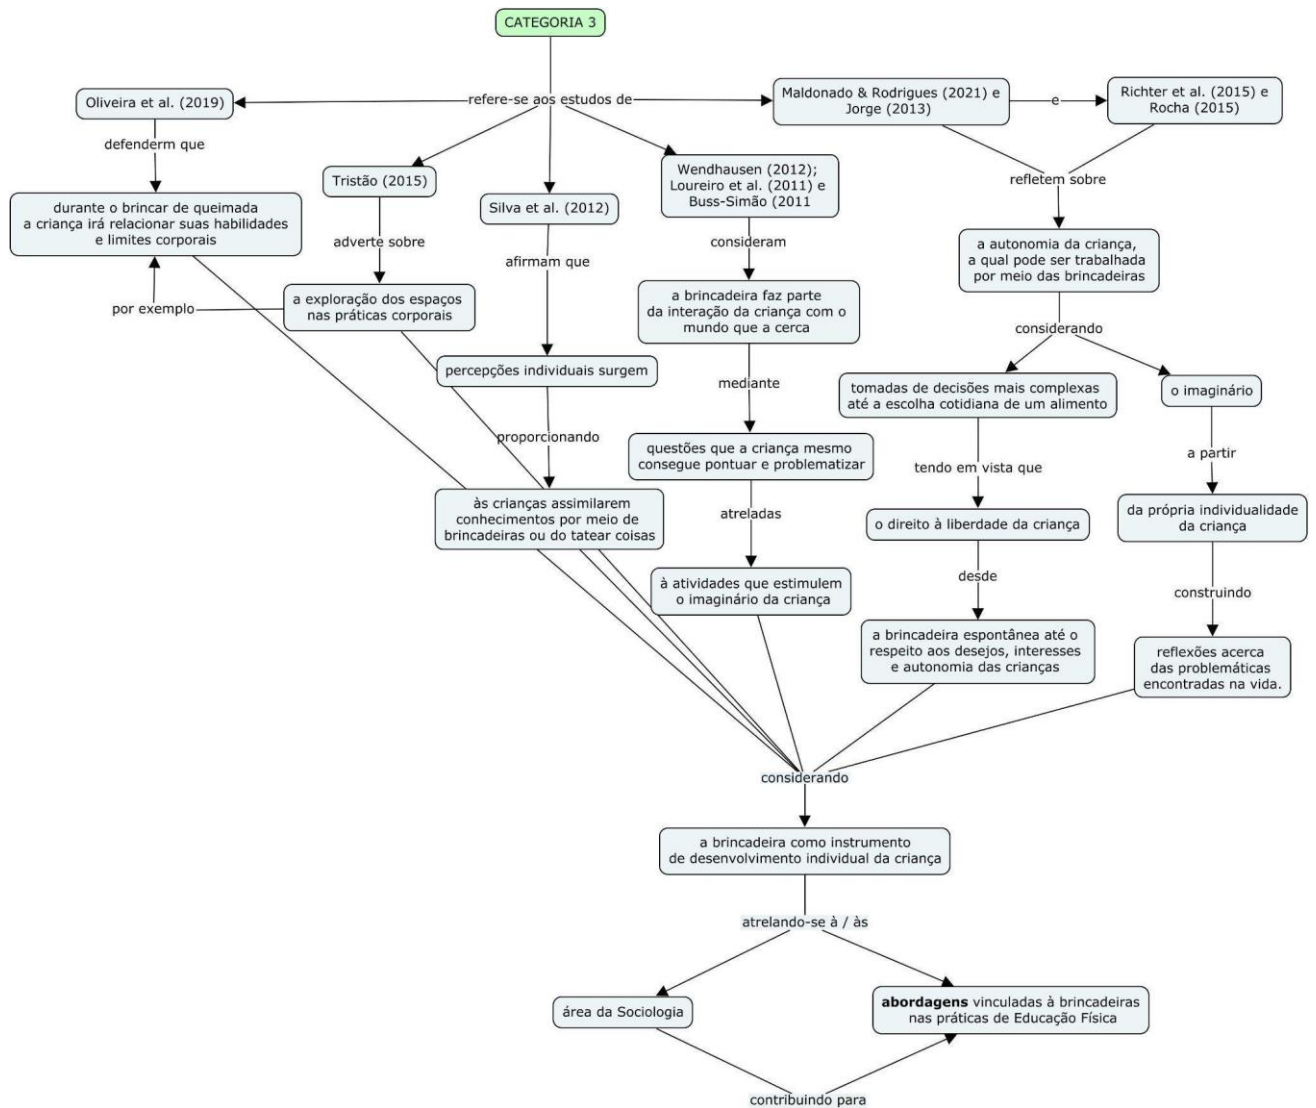 CATEGORIA 3
refere-se aos estudos de
Oliveira et al. (2019)
defenderm que
durante o brincar de queimada
a criança irá relacionar suas habilidades
e limites corporais
Tristão (2015)
adverte sobre
a exploração dos espaços
nas práticas corporais
por exemplo
Silva et al. (2012)
afirmam que
percepções individuais surgem
proporcionando
às crianças assimilarem
conhecimentos por meio de
brincadeiras ou do tatear coisas
Wendhausen (2012);
Loureiro et al. (2011) e
Buss-Simão (2011
consideram
a brincadeira faz parte
da interação da criança com o
mundo que a cerca
mediante
questões que a criança mesmo
consegue pontuar e problematizar
atreladas
à atividades que estimulem
o imaginário da criança
Maldonado & Rodrigues (2021) e
Jorge (2013)
e
Richter et al. (2015) e
Rocha (2015)
refletem sobre
a autonomia da criança,
a qual pode ser trabalhada
por meio das brincadeiras
considerando
tomadas de decisões mais complexas
até a escolha cotidiana de um alimento
tendo em vista que
o direito à liberdade da criança
desde
a brincadeira espontânea até o
respeito aos desejos, interesses
e autonomia das crianças
o imaginário
a partir
da própria individualidade
da criança
construindo
reflexões acerca
das problemáticas
encontradas na vida.
considerando
a brincadeira como instrumento
de desenvolvimento individual da criança
atrelando-se à / às
área da Sociologia
abordagens vinculadas à brincadeiras
nas práticas de Educação Física
contribuindo para